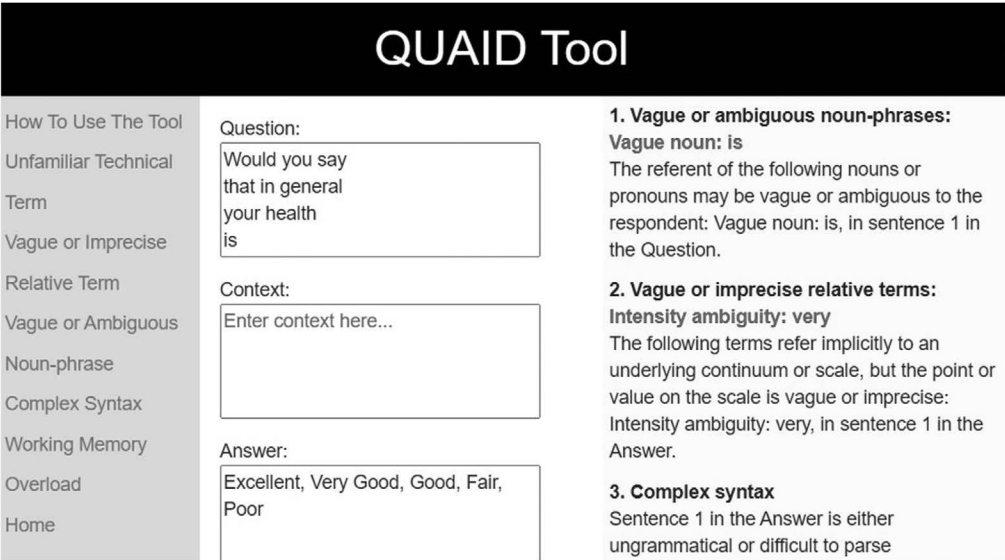 QUAID Tool
How To Use The Tool
Unfamiliar Technical
Term
Vague or Imprecise
Relative Term
Vague or Ambiguous
Noun-phrase
Complex Syntax
Working Memory
Overload
Home
Question:
Would you say
that in general
your health
is
Context:
Enter context here...
Answer:
Excellent, Very Good, Good, Fair,
Poor
1. Vague or ambiguous noun-phrases:
Vague noun: is
The referent of the following nouns or
pronouns may be vague or ambiguous to the
respondent: Vague noun: is, in sentence 1 in
the Question.
2. Vague or imprecise relative terms:
Intensity ambiguity: very
The following terms refer implicitly to an
underlying continuum or scale, but the point or
value on the scale is vague or imprecise:
Intensity ambiguity: very, in sentence 1 in the
Answer.
3. Complex syntax
Sentence 1 in the Answer is either
ungrammatical or difficult to parse